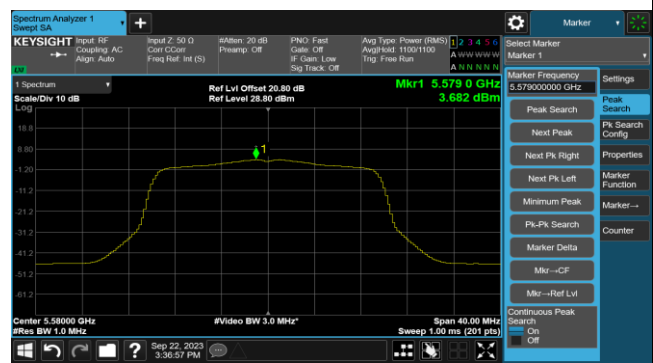 Spectrum Analyzer 1
Swept SA
Marker
KEYSIGHT
Input: RF
Coupling: AC
Align: Auto
Input Z: 50 Ω
Corr CCorr
Freq Ref: Int (S)
#Atten: 20 dB
Preamp: Off
PNO: Fast
Gate: Off
IF Gain: Low
Sig Track: Off
Avg Type: Power (RMS)
Avg|Hold: 1100/1100
Trig: Free Run
1 2 3 4 5 6
A W W W W W
A N N N N N
Select Marker
Marker 1
1 Spectrum
Scale/Div 10 dB
Log
Ref Lvl Offset 20.80 dB
Ref Level 28.80 dBm
Mkr1 5.579 0 GHz
3.682 dBm
18.8
8.80
-1.20
-11.2
-21.2
-31.2
-41.2
-51.2
-61.2
1
Center 5.58000 GHz
#Res BW 1.0 MHz
#Video BW 3.0 MHz*
Span 40.00 MHz
Sweep 1.00 ms (201 pts)
Marker Frequency
5.579000000 GHz
Peak Search
Next Peak
Next Pk Right
Next Pk Left
Minimum Peak
Pk-Pk Search
Marker Delta
Mkr→CF
Mkr→Ref Lvl
Continuous Peak
Search
On
Off
Settings
Peak
Search
Pk Search
Config
Properties
Marker
Function
Marker→
Counter
?
Sep 22, 2023
3:36:57 PM